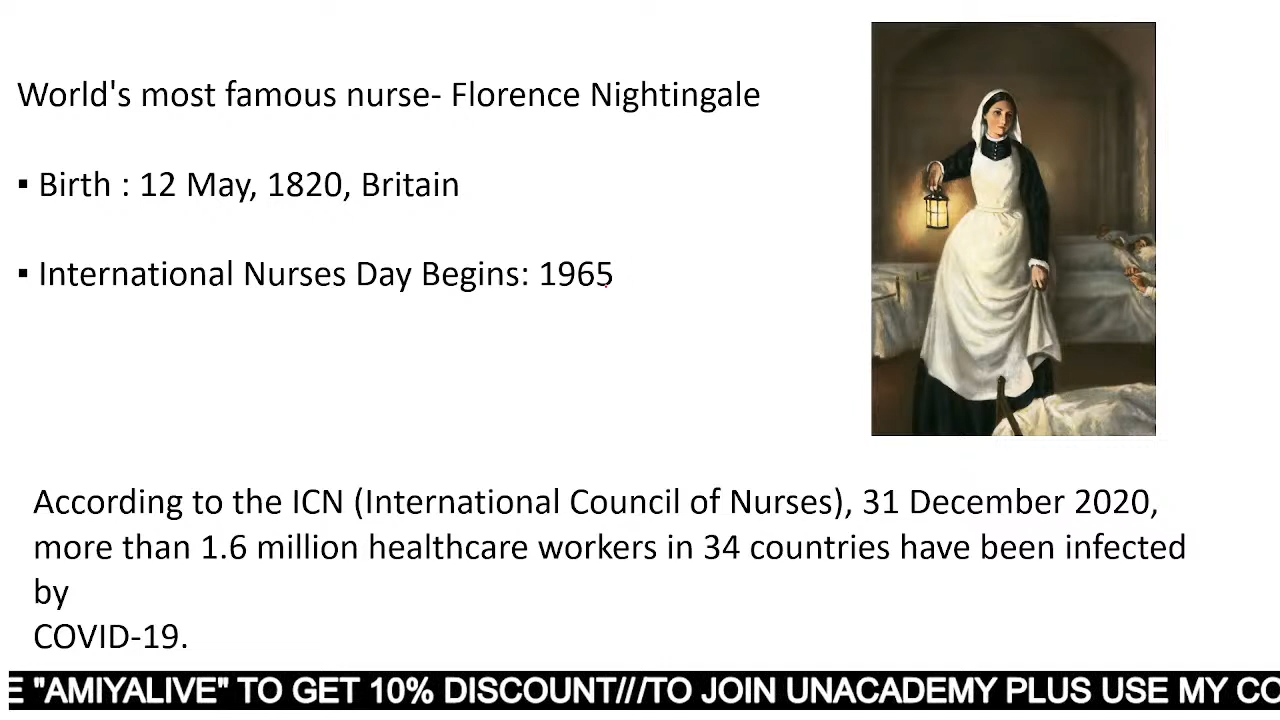 World's most famous nurse- Florence Nightingale
▪ Birth : 12 May, 1820, Britain
▪ International Nurses Day Begins: 1965
According to the ICN (International Council of Nurses), 31 December 2020,
more than 1.6 million healthcare workers in 34 countries have been infected
by
COVID-19.
E "AMIYALIVE" TO GET 10% DISCOUNT///TO JOIN UNACADEMY PLUS USE MY CO